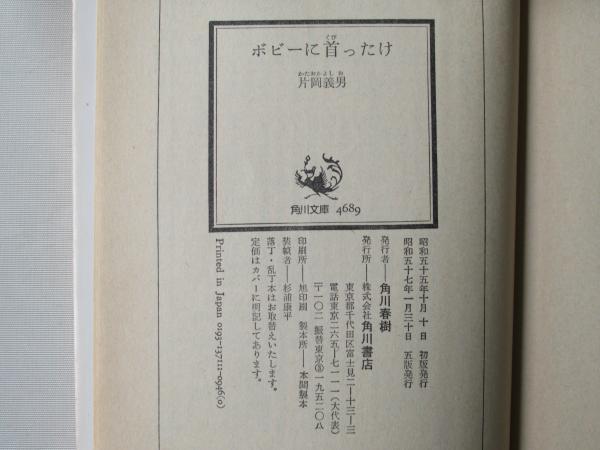 ボビーに首ったけ
くび
片岡義男
かたおかよしお
角川文庫 4689
昭和五十五年十月十日 初版発行
昭和五十七年一月三十日 五版発行
発行者――角川春樹
発行所――株式会社角川書店
東京都千代田区富士見二―十三―三
電話東京二六五―七一一一(大代表)
〒一〇二 振替東京③一九五二〇八
印刷所――旭印刷 製本所――本間製本
装幀者――杉浦康平
落丁・乱丁本はお取替えいたします。
定価はカバーに明記してあります。
Printed in Japan 0193-137111-0946(0)